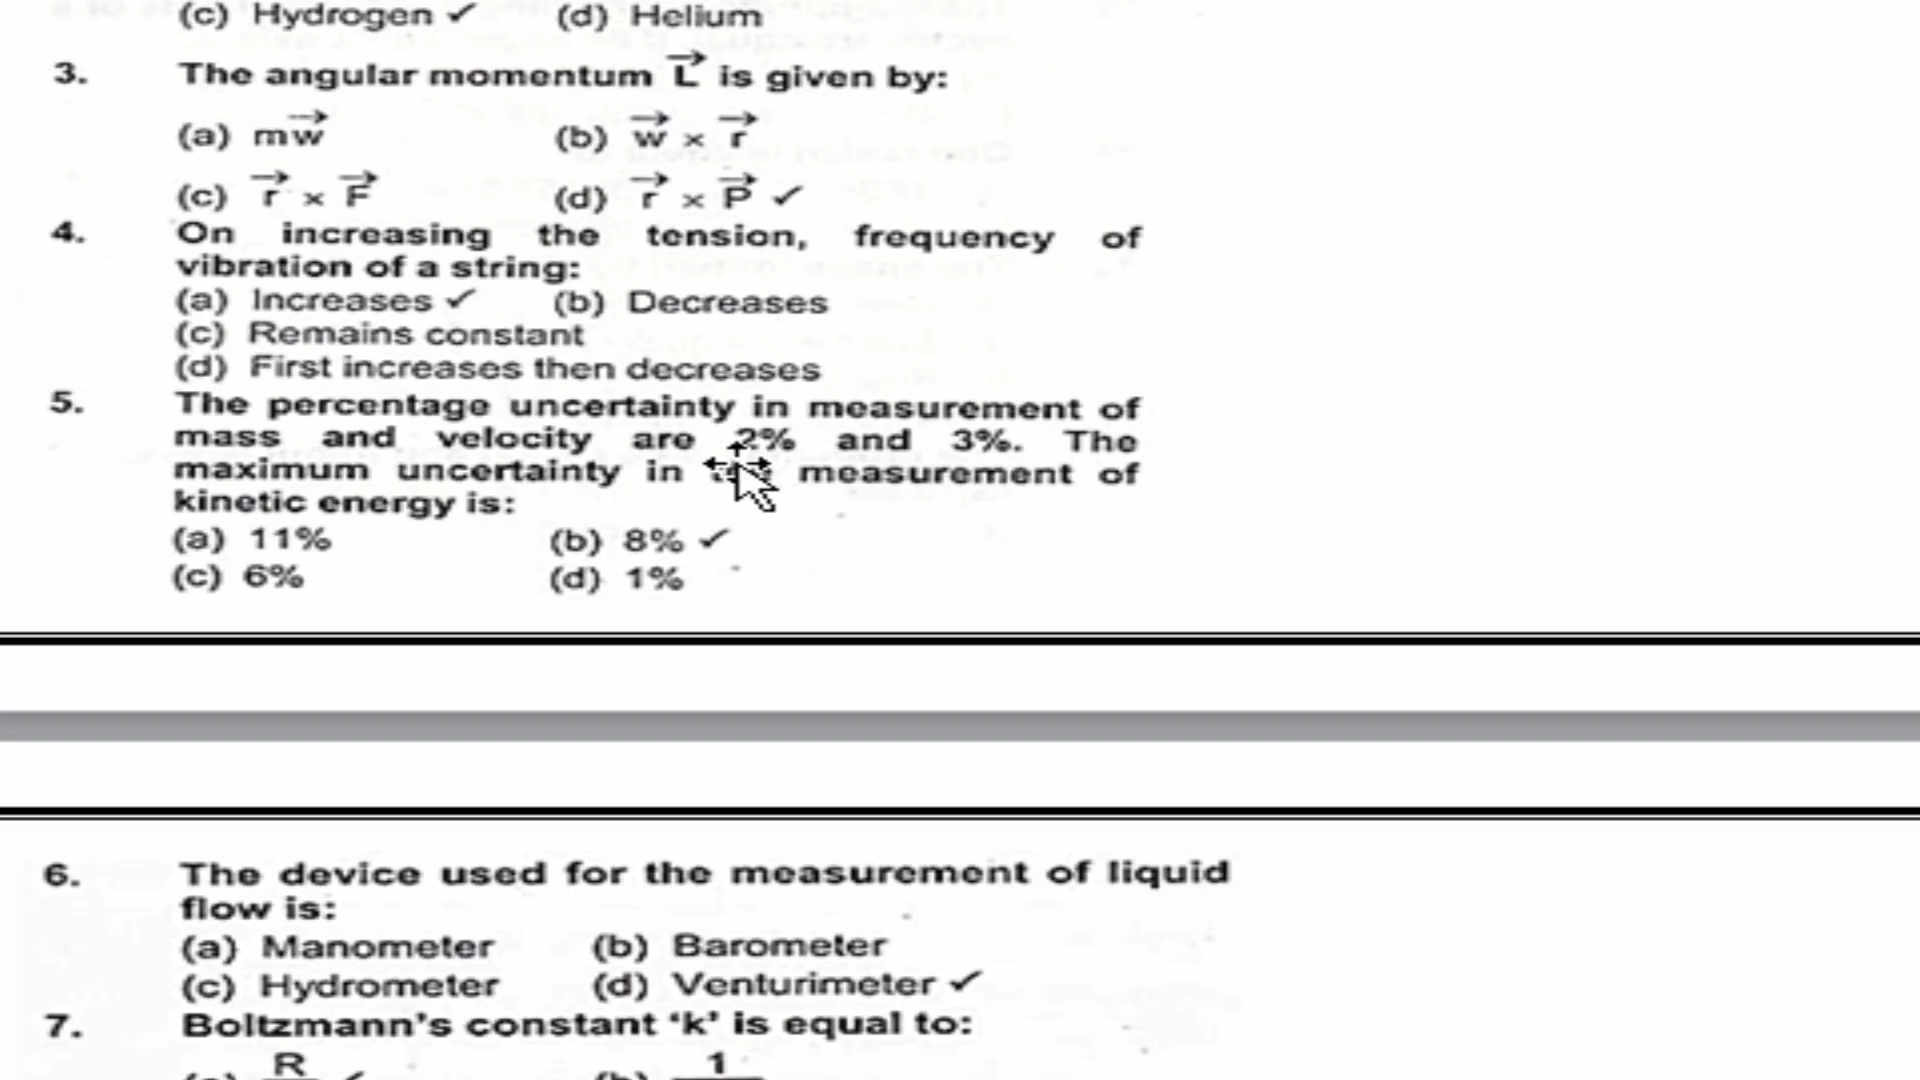 (c) Hydrogen ✓ (d) Helium
3. The angular momentum L⃗ is given by:
(a) mw⃗ (b) w⃗ × r⃗
(c) r⃗ × F⃗ (d) r⃗ × P⃗ ✓
4. On increasing the tension, frequency of
vibration of a string:
(a) Increases ✓ (b) Decreases
(c) Remains constant
(d) First increases then decreases
5. The percentage uncertainty in measurement of
mass and velocity are 2% and 3%. The
maximum uncertainty in measurement of
kinetic energy is:
(a) 11% (b) 8% ✓
(c) 6% (d) 1%
6. The device used for the measurement of liquid
flow is:
(a) Manometer (b) Barometer
(c) Hydrometer (d) Venturimeter ✓
7. Boltzmann's constant ‘k’ is equal to:
R 1